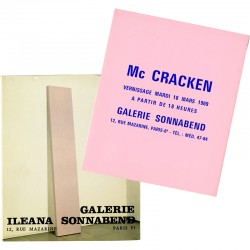 Mc CRACKEN
VERNISSAGE MARDI 18 MARS 1969
A PARTIR DE 18 HEURES
GALERIE SONNABEND
12, RUE MAZARINE, PARIS-6e - TEL : MED. 47-84
GALERIE
ILEANA SONNABEND
12, RUE MAZARINE PARIS VI